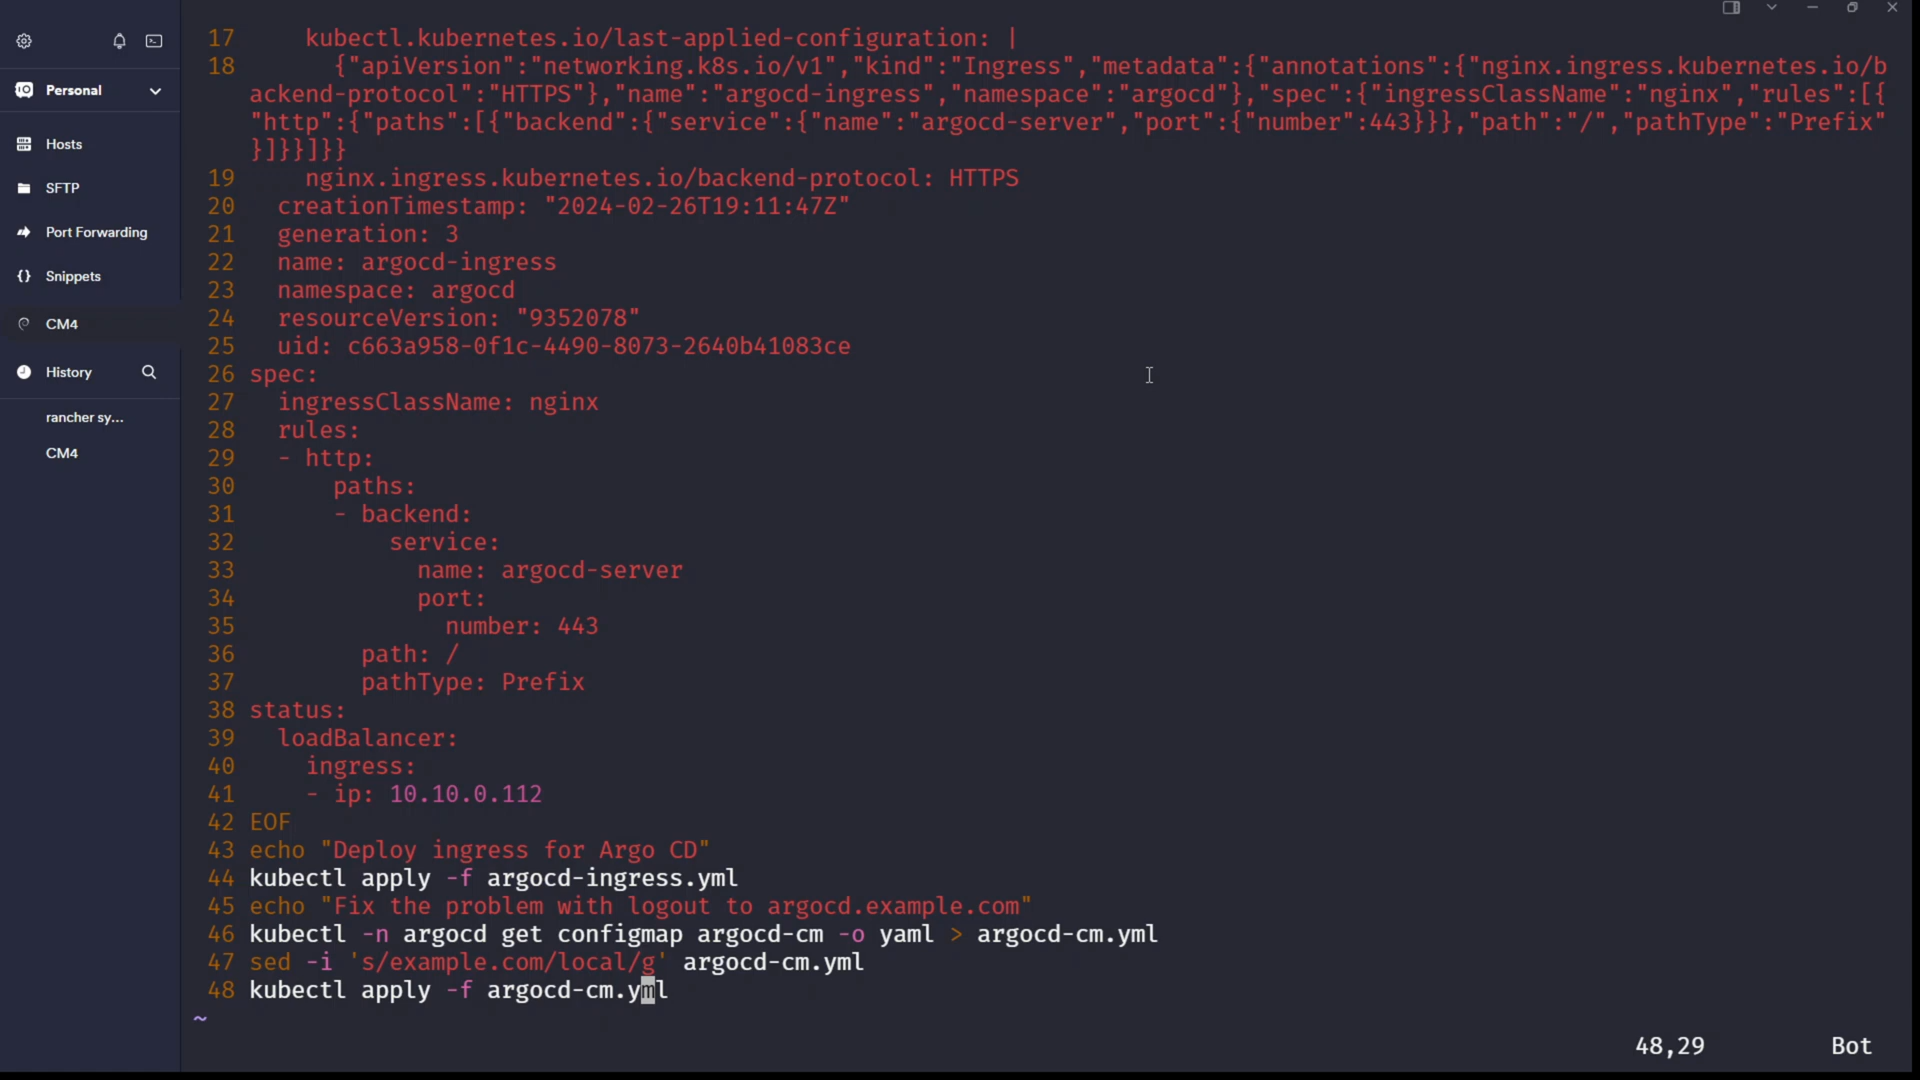 Personal
Hosts
SFTP
Port Forwarding
Snippets
CM4
History
rancher sy...
CM4
17 kubectl.kubernetes.io/last-applied-configuration: |
18 {"apiVersion":"networking.k8s.io/v1","kind":"Ingress","metadata":{"annotations":{"nginx.ingress.kubernetes.io/b
ackend-protocol":"HTTPS"},"name":"argocd-ingress","namespace":"argocd"},"spec":{"ingressClassName":"nginx","rules":[{
"http":{"paths":[{"backend":{"service":{"name":"argocd-server","port":{"number":443}}},"path":"/","pathType":"Prefix"
}]}}]}}
19 nginx.ingress.kubernetes.io/backend-protocol: HTTPS
20 creationTimestamp: "2024-02-26T19:11:47Z"
21 generation: 3
22 name: argocd-ingress
23 namespace: argocd
24 resourceVersion: "9352078"
25 uid: c663a958-0f1c-4490-8073-2640b41083ce
26 spec:
27 ingressClassName: nginx
28 rules:
29 - http:
30 paths:
31 - backend:
32 service:
33 name: argocd-server
34 port:
35 number: 443
36 path: /
37 pathType: Prefix
38 status:
39 loadBalancer:
40 ingress:
41 - ip: 10.10.0.112
42 EOF
43 echo "Deploy ingress for Argo CD"
44 kubectl apply -f argocd-ingress.yml
45 echo "Fix the problem with logout to argocd.example.com"
46 kubectl -n argocd get configmap argocd-cm -o yaml > argocd-cm.yml
47 sed -i 's/example.com/local/g' argocd-cm.yml
48 kubectl apply -f argocd-cm.yml
~
48,29 Bot